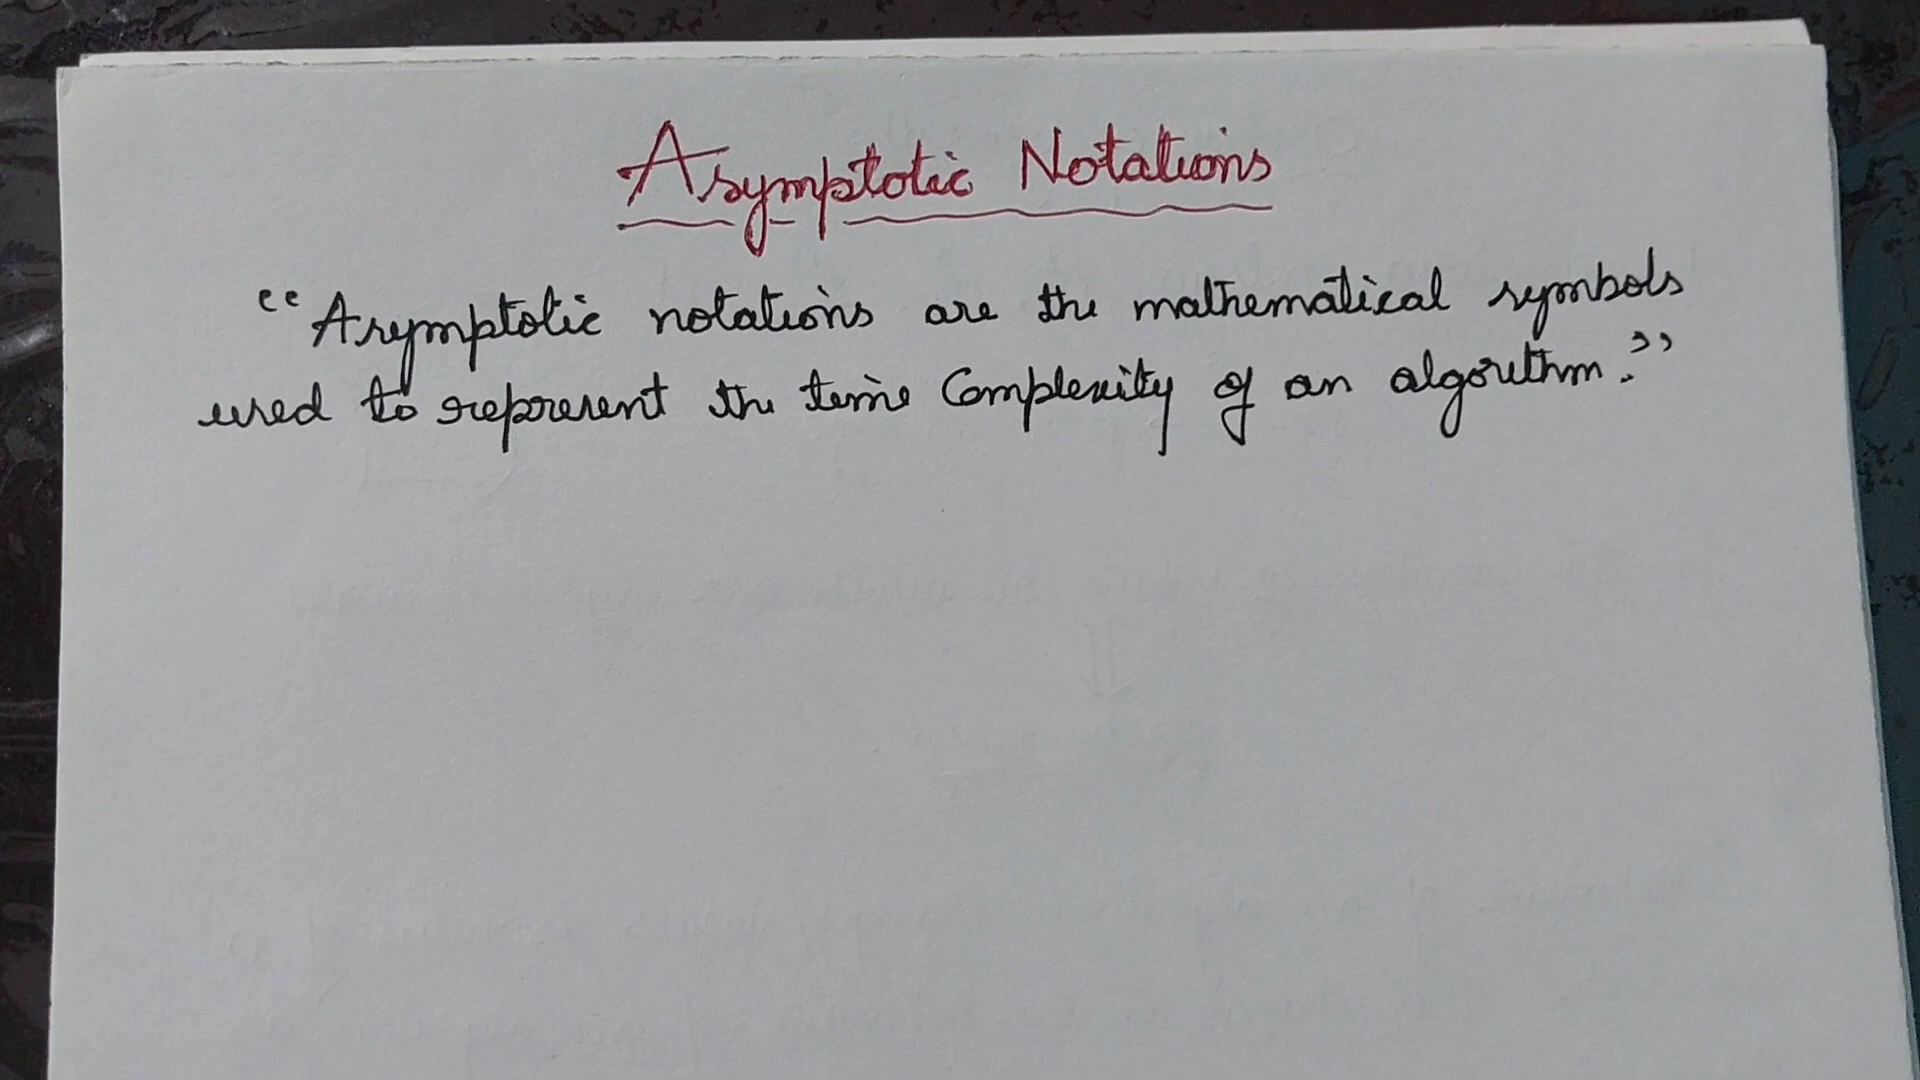 Asymptotic Notations
“Asymptotic notations are the mathematical symbols
used to represent the time Complexity of an algorithm.”